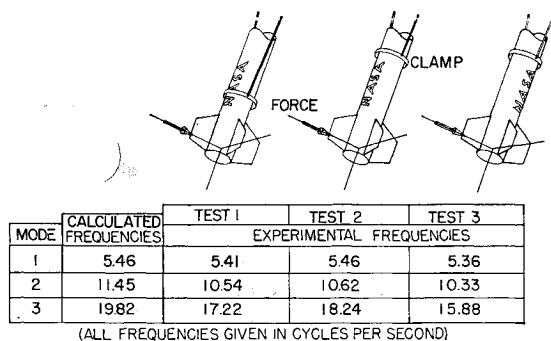 NASA
NASA
NASA
CLAMP
FORCE
MODE CALCULATED FREQUENCIES TEST 1 TEST 2 TEST 3
EXPERIMENTAL FREQUENCIES
1 5.46 5.41 5.46 5.36
2 11.45 10.54 10.62 10.33
3 19.82 17.22 18.24 15.88
(ALL FREQUENCIES GIVEN IN CYCLES PER SECOND)